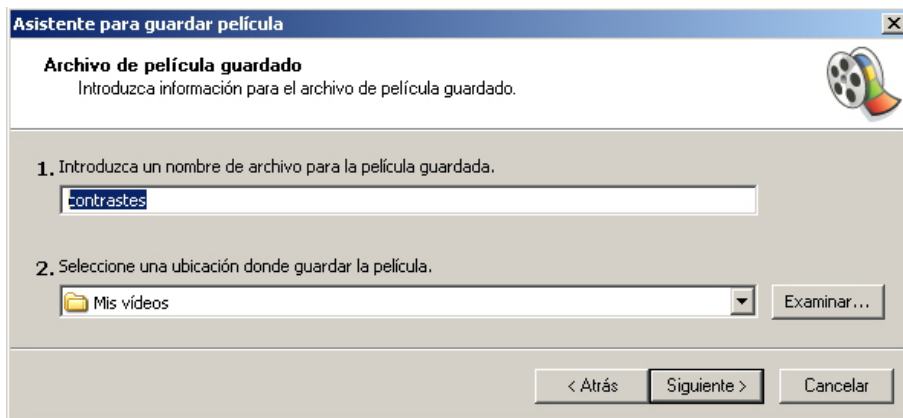 Asistente para guardar película
Archivo de película guardado
Introduzca información para el archivo de película guardado.
1. Introduzca un nombre de archivo para la película guardada.
contrastes
2. Seleccione una ubicación donde guardar la película.
Mis vídeos
Examinar...
< Atrás
Siguiente >
Cancelar